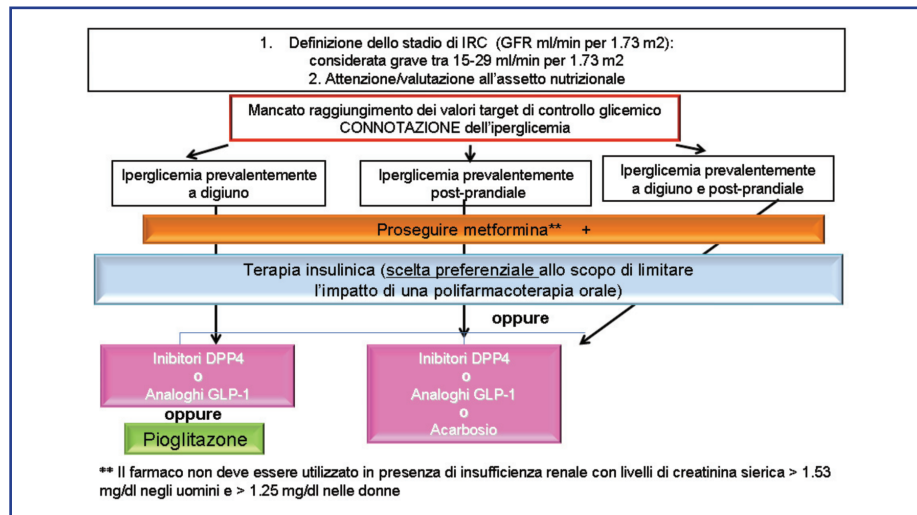 1. Definizione dello stadio di IRC (GFR ml/min per 1.73 m2):
considerata grave tra 15-29 ml/min per 1.73 m2
2. Attenzione/valutazione all'assetto nutrizionale
Mancato raggiungimento dei valori target di controllo glicemico
CONNOTAZIONE dell'iperglicemia
Iperglicemia prevalentemente
a digiuno
Iperglicemia prevalentemente
post-prandiale
Iperglicemia prevalentemente
a digiuno e post-prandiale
Proseguire metformina** +
Terapia insulinica (scelta preferenziale allo scopo di limitare
l'impatto di una polifarmacoterapia orale)
oppure
Inibitori DPP4
o
Analoghi GLP-1
oppure
Pioglitazone
Inibitori DPP4
o
Analoghi GLP-1
o
Acarbosio
** Il farmaco non deve essere utilizzato in presenza di insufficienza renale con livelli di creatinina sierica > 1.53
mg/dl negli uomini e > 1.25 mg/dl nelle donne